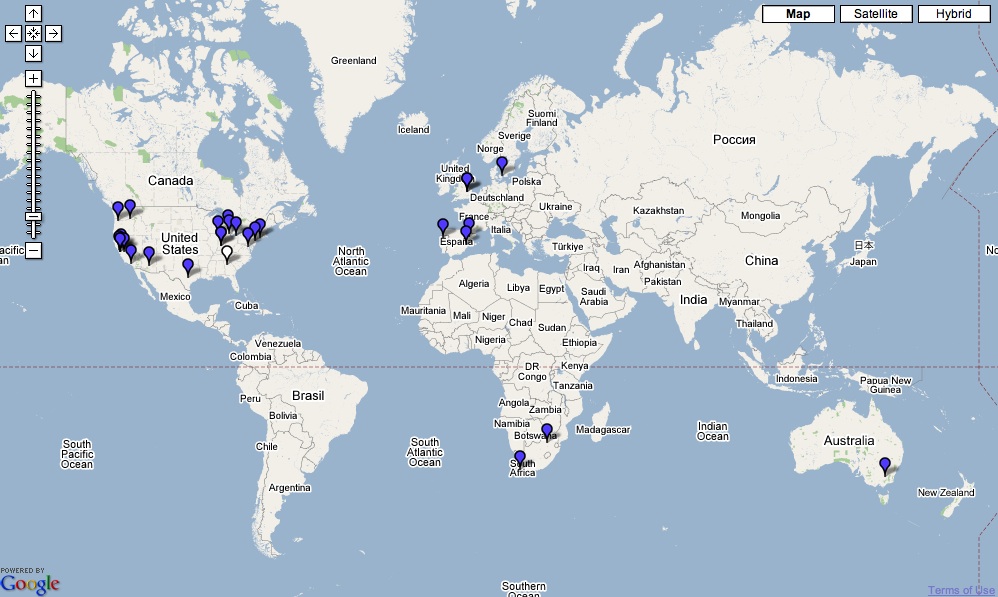 Map
Satellite
Hybrid
Greenland
Iceland
Suomi
Finland
Sverige
Norge
Россия
Canada
United
Kingdom
Polska
Deutschland
Ukraine
France
Kazakhstan
Mongolia
United
States
North
Atlantic
Ocean
España
Italia
Türkiye
日本
Japan
China
Iraq
Iran
Afghanistan
Pakistan
Mexico
Cuba
Algeria
Libya
Egypt
Saudi
Arabia
India
Myanmar
Thailand
Mauritania
Mali
Niger
Chad
Sudan
Nigeria
Ethiopia
Venezuela
Colombia
DR
Congo
Kenya
Tanzania
Indonesia
Papua New
Guinea
Peru
Brasil
Bolivia
Angola
Zambia
Namibia
Botswana
Madagascar
Indian
Ocean
Australia
South
Pacific
Ocean
Chile
South
Atlantic
Ocean
South
Africa
Argentina
New Zealand
POWERED BY
Google
Southern
Ocean
Terms of Use